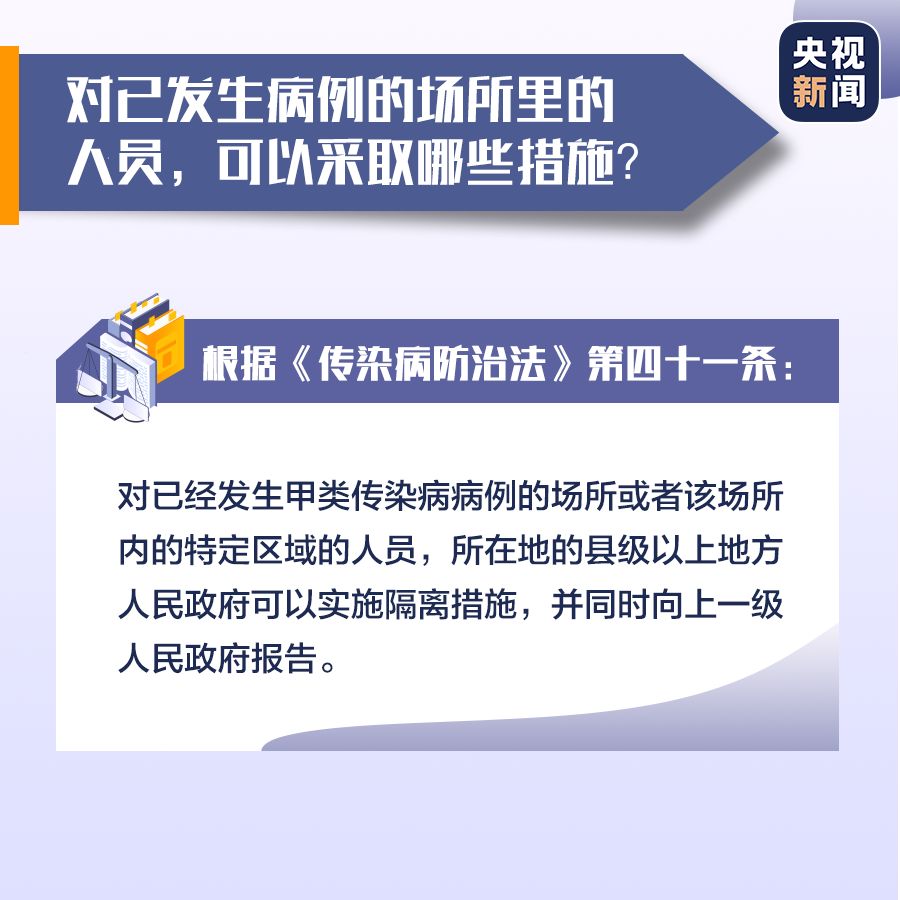 央视
新闻
对已发生病例的场所里的
人员，可以采取哪些措施？
根据《传染病防治法》第四十一条：
对已经发生甲类传染病病例的场所或者该场所
内的特定区域的人员，所在地的县级以上地方
人民政府可以实施隔离措施，并同时向上一级
人民政府报告。